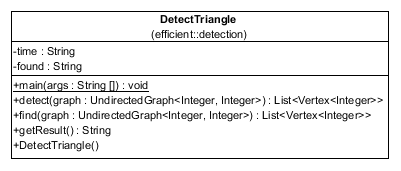 DetectTriangle
(efficient::detection)
-time : String
-found : String
+main(args : String []) : void
+detect(graph : UndirectedGraph<Integer, Integer>) : List<Vertex<Integer>>
+find(graph : UndirectedGraph<Integer, Integer>) : List<Vertex<Integer>>
+getResult() : String
+DetectTriangle()